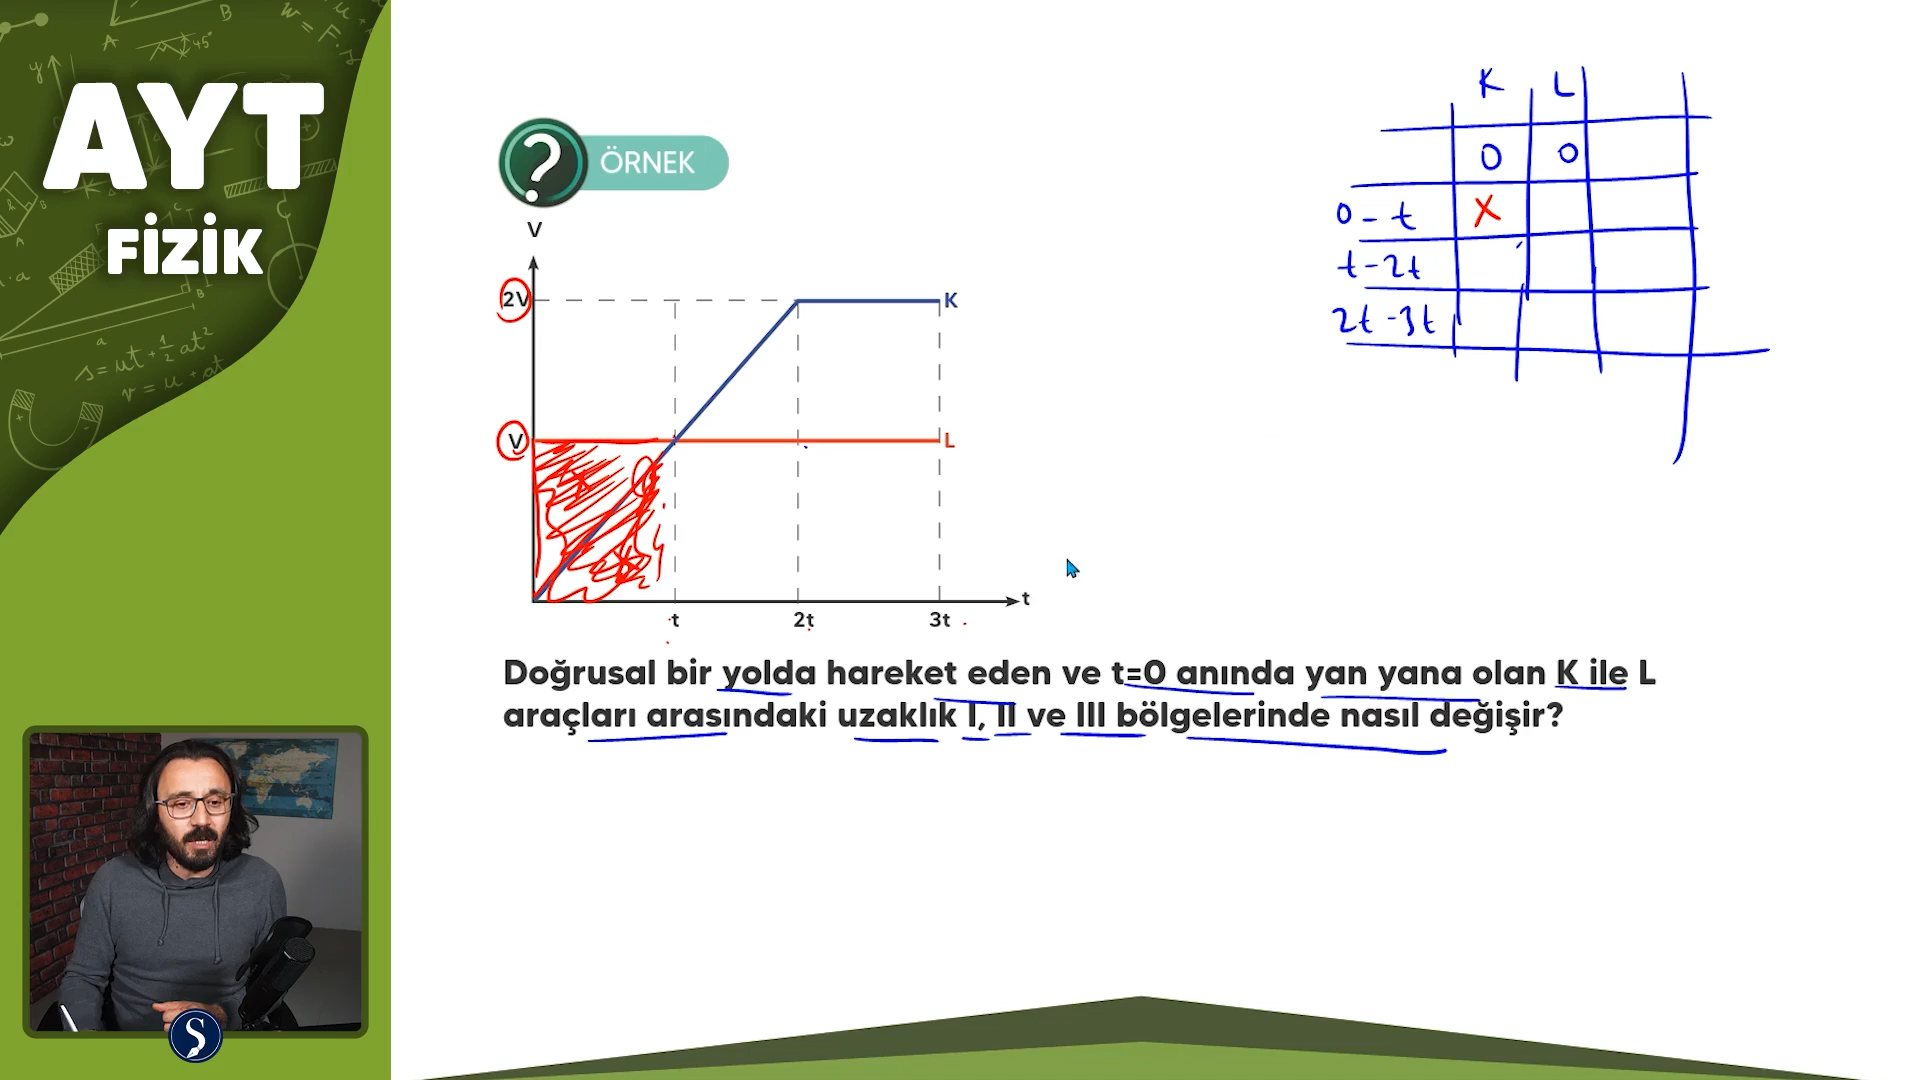 AYT
FİZİK
ÖRNEK
V
2V
K
V
L
t
t
2t
3t
Doğrusal bir yolda hareket eden ve t=0 anında yan yana olan K ile L
araçları arasındaki uzaklık I, II ve III bölgelerinde nasıl değişir?
K L
0 0
0 - t X
t - 2t
2t - 3t